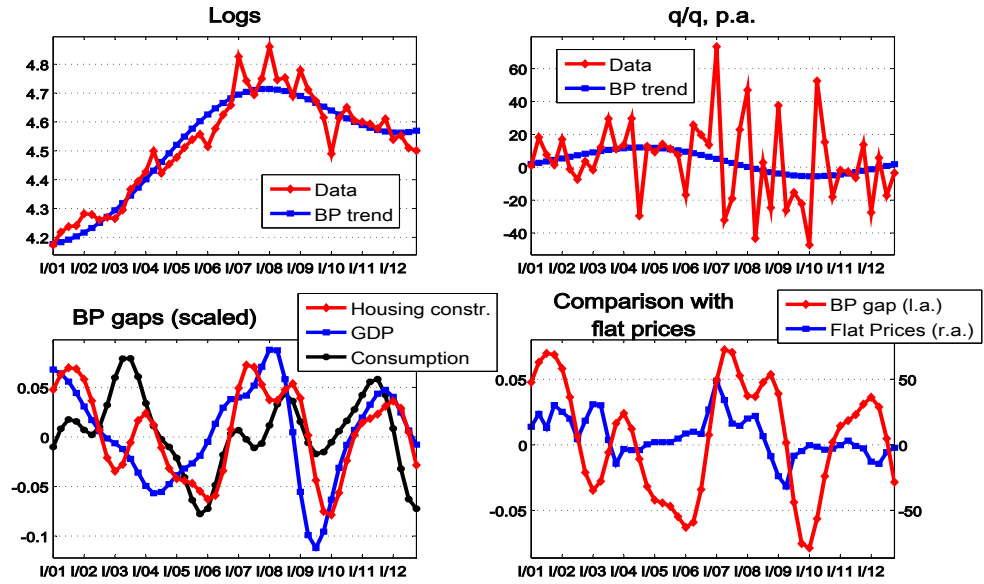 Logs
4.8
4.7
4.6
4.5
4.4
4.3
4.2
Data
BP trend
I/01 I/02 I/03 I/04 I/05 I/06 I/07 I/08 I/09 I/10 I/11 I/12
q/q, p.a.
60
40
20
0
-20
-40
Data
BP trend
I/01 I/02 I/03 I/04 I/05 I/06 I/07 I/08 I/09 I/10 I/11 I/12
BP gaps (scaled)
Housing constr.
GDP
Consumption
0.05
0
-0.05
-0.1
I/01 I/02 I/03 I/04 I/05 I/06 I/07 I/08 I/09 I/10 I/11 I/12
Comparison with
flat prices
BP gap (l.a.)
Flat Prices (r.a.)
0.05
0
-0.05
50
0
-50
I/01 I/02 I/03 I/04 I/05 I/06 I/07 I/08 I/09 I/10 I/11 I/12